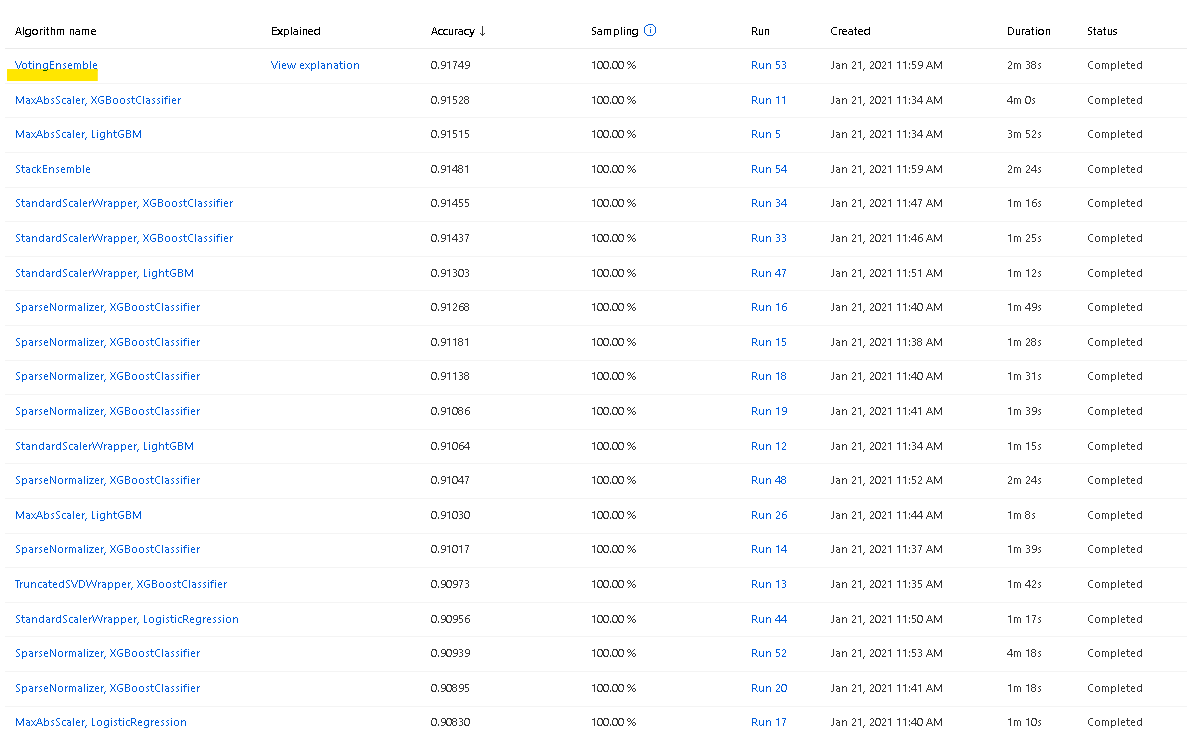 Algorithm name Explained Accuracy ↓ Sampling Run Created Duration Status
VotingEnsemble View explanation 0.91749 100.00 % Run 53 Jan 21, 2021 11:59 AM 2m 38s Completed
MaxAbsScaler, XGBoostClassifier 0.91528 100.00 % Run 11 Jan 21, 2021 11:34 AM 4m 0s Completed
MaxAbsScaler, LightGBM 0.91515 100.00 % Run 5 Jan 21, 2021 11:34 AM 3m 52s Completed
StackEnsemble 0.91481 100.00 % Run 54 Jan 21, 2021 11:59 AM 2m 24s Completed
StandardScalerWrapper, XGBoostClassifier 0.91455 100.00 % Run 34 Jan 21, 2021 11:47 AM 1m 16s Completed
StandardScalerWrapper, XGBoostClassifier 0.91437 100.00 % Run 33 Jan 21, 2021 11:46 AM 1m 25s Completed
StandardScalerWrapper, LightGBM 0.91303 100.00 % Run 47 Jan 21, 2021 11:51 AM 1m 12s Completed
SparseNormalizer, XGBoostClassifier 0.91268 100.00 % Run 16 Jan 21, 2021 11:40 AM 1m 49s Completed
SparseNormalizer, XGBoostClassifier 0.91181 100.00 % Run 15 Jan 21, 2021 11:38 AM 1m 28s Completed
SparseNormalizer, XGBoostClassifier 0.91138 100.00 % Run 18 Jan 21, 2021 11:40 AM 1m 31s Completed
SparseNormalizer, XGBoostClassifier 0.91086 100.00 % Run 19 Jan 21, 2021 11:41 AM 1m 39s Completed
StandardScalerWrapper, LightGBM 0.91064 100.00 % Run 12 Jan 21, 2021 11:34 AM 1m 15s Completed
SparseNormalizer, XGBoostClassifier 0.91047 100.00 % Run 48 Jan 21, 2021 11:52 AM 2m 24s Completed
MaxAbsScaler, LightGBM 0.91030 100.00 % Run 26 Jan 21, 2021 11:44 AM 1m 8s Completed
SparseNormalizer, XGBoostClassifier 0.91017 100.00 % Run 14 Jan 21, 2021 11:37 AM 1m 39s Completed
TruncatedSVDWrapper, XGBoostClassifier 0.90973 100.00 % Run 13 Jan 21, 2021 11:35 AM 1m 42s Completed
StandardScalerWrapper, LogisticRegression 0.90956 100.00 % Run 44 Jan 21, 2021 11:50 AM 1m 17s Completed
SparseNormalizer, XGBoostClassifier 0.90939 100.00 % Run 52 Jan 21, 2021 11:53 AM 4m 18s Completed
SparseNormalizer, XGBoostClassifier 0.90895 100.00 % Run 20 Jan 21, 2021 11:41 AM 1m 18s Completed
MaxAbsScaler, LogisticRegression 0.90830 100.00 % Run 17 Jan 21, 2021 11:40 AM 1m 10s Completed